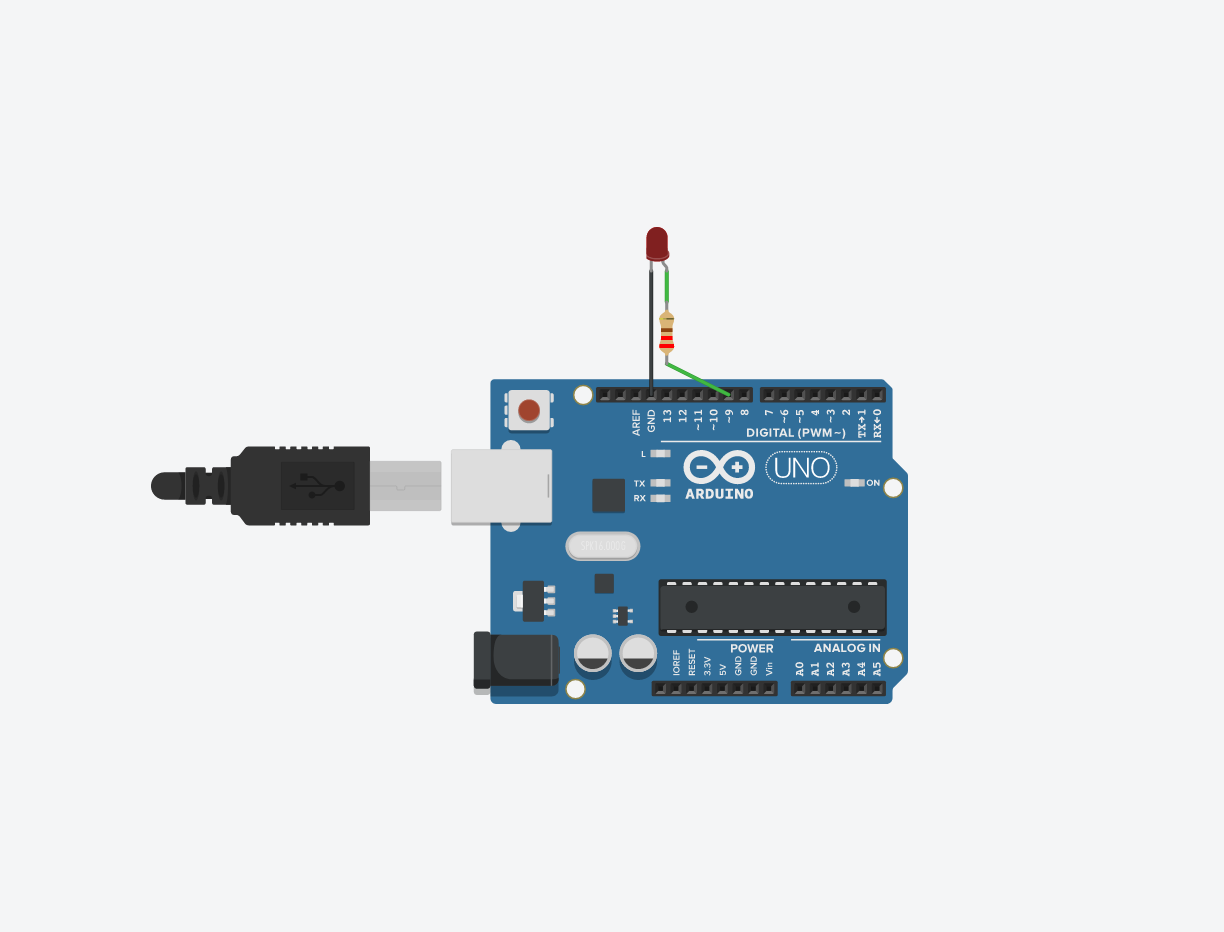 AREF
GND
13
12
~11
~10
~9
8
7
~6
~5
4
~3
2
TX→1
RX←0
DIGITAL (PWM~)
L
TX
RX
ARDUINO
UNO
ON
POWER
ANALOG IN
IOREF
RESET
3.3V
5V
GND
GND
Vin
A0
A1
A2
A3
A4
A5